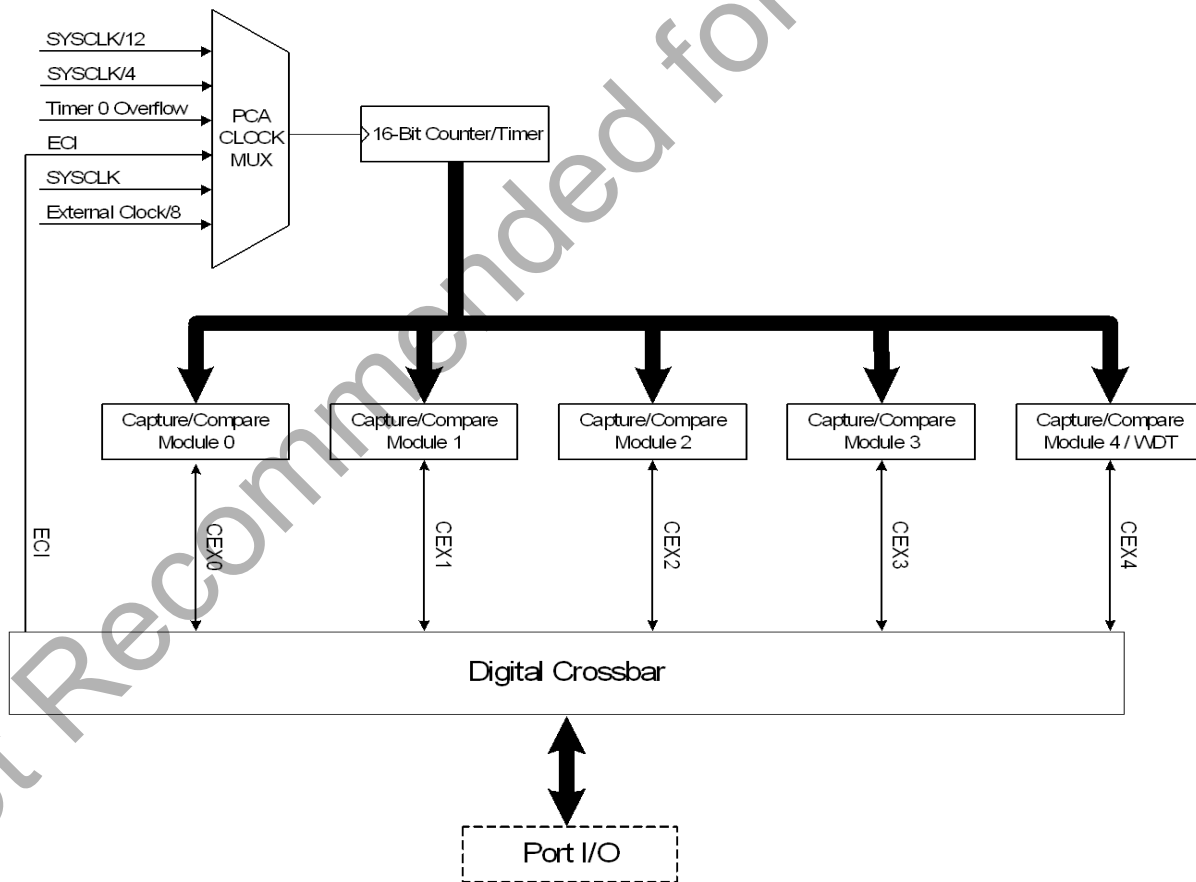 SYSCLK/12
SYSCLK/4
Timer 0 Overflow
ECI
SYSCLK
External Clock/8
PCA
CLOCK
MUX
16-Bit Counter/Timer
Capture/Compare
Module 0
Capture/Compare
Module 1
Capture/Compare
Module 2
Capture/Compare
Module 3
Capture/Compare
Module 4 / WDT
ECI
CEX0
CEX1
CEX2
CEX3
CEX4
Digital Crossbar
Port I/O
Recommended for